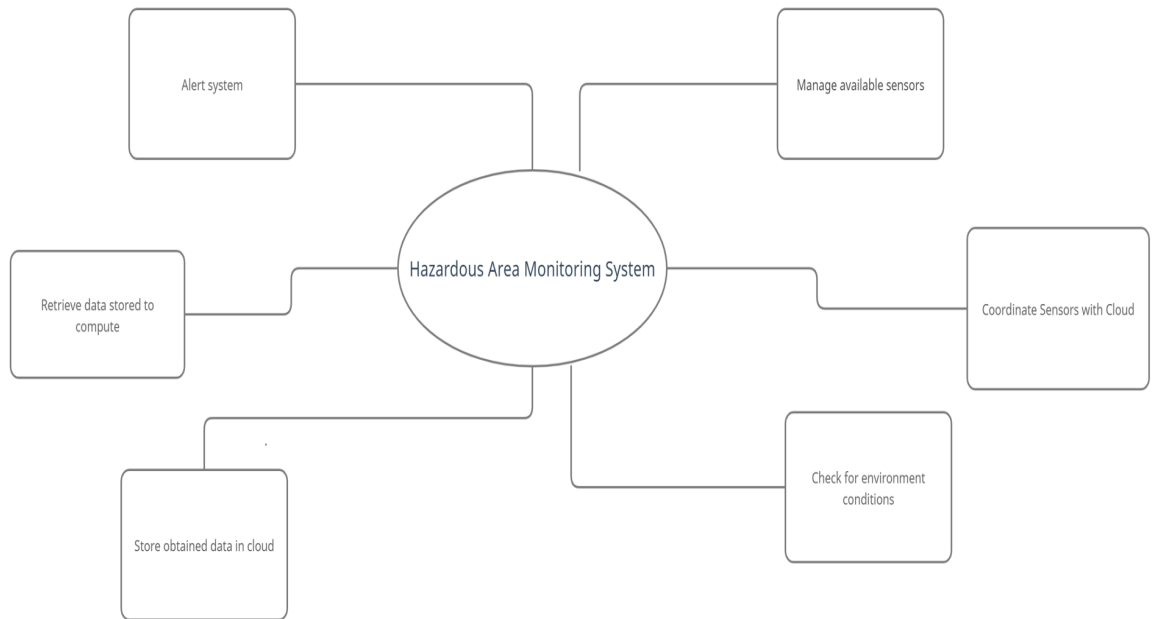 Alert system
Manage available sensors
Hazardous Area Monitoring System
Retrieve data stored to
compute
Coordinate Sensors with Cloud
Check for environment
conditions
Store obtained data in cloud